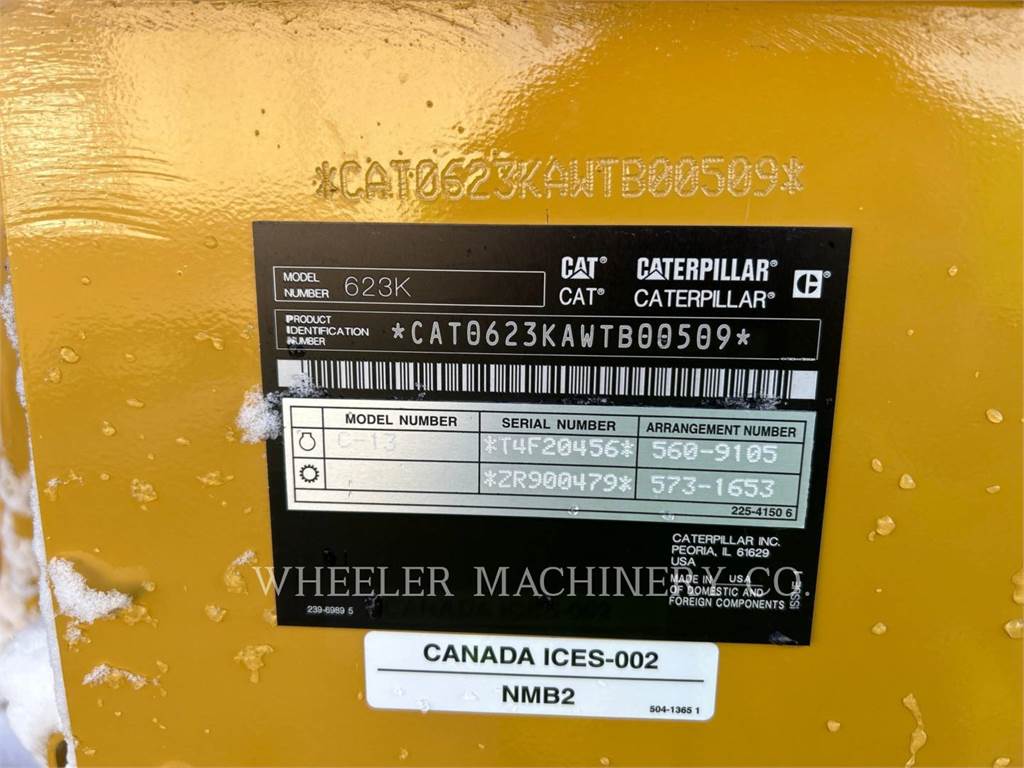 *CAT0623KAWTB00509*
MODEL NUMBER 623K
CAT® CATERPILLAR®
CAT® CATERPILLAR®
PRODUCT IDENTIFICATION NUMBER *CAT0623KAWTB00509*
MODEL NUMBER SERIAL NUMBER ARRANGEMENT NUMBER
C-13 *T4F20456* 560-9105
*ZR900479* 573-1653
225-4150 6
CATERPILLAR INC.
PEORIA, IL 61629
USA
MADE IN USA
OF DOMESTIC AND
FOREIGN COMPONENTS
WHEELER MACHINERY CO.
239-6989 5
CANADA ICES-002
NMB2
504-1365 1